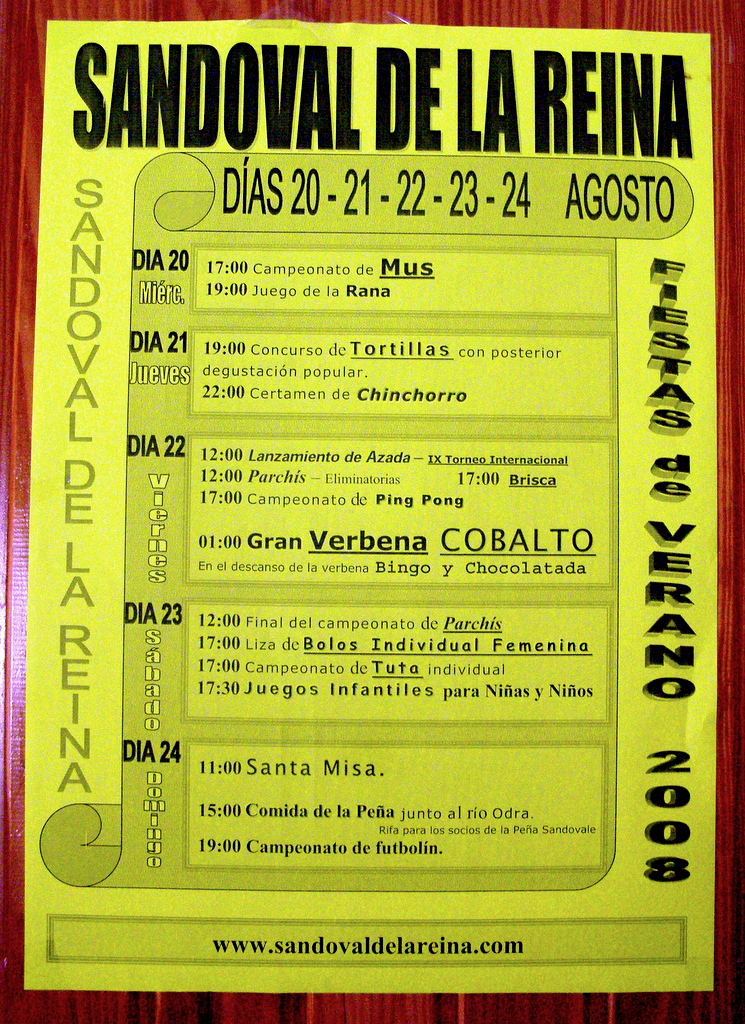 SANDOVAL DE LA REINA
DÍAS 20 - 21 - 22 - 23 - 24 AGOSTO
SANDOVAL DE LA REINA
FIESTAS de VERANO 2008
DIA 20
Miérc.
17:00 Campeonato de Mus
19:00 Juego de la Rana
DIA 21
Jueves
19:00 Concurso de Tortillas con posterior
degustación popular.
22:00 Certamen de Chinchorro
DIA 22
Viernes
12:00 Lanzamiento de Azada – IX Torneo Internacional
12:00 Parchís – Eliminatorias 17:00 Brisca
17:00 Campeonato de Ping Pong
01:00 Gran Verbena COBALTO
En el descanso de la verbena Bingo y Chocolatada
DIA 23
Sábado
12:00 Final del campeonato de Parchís
17:00 Liza de Bolos Individual Femenina
17:00 Campeonato de Tuta individual
17:30 Juegos Infantiles para Niñas y Niños
DIA 24
Domingo
11:00 Santa Misa.
15:00 Comida de la Peña junto al río Odra.
Rifa para los socios de la Peña Sandovale
19:00 Campeonato de futbolín.
www.sandovaldelareina.com